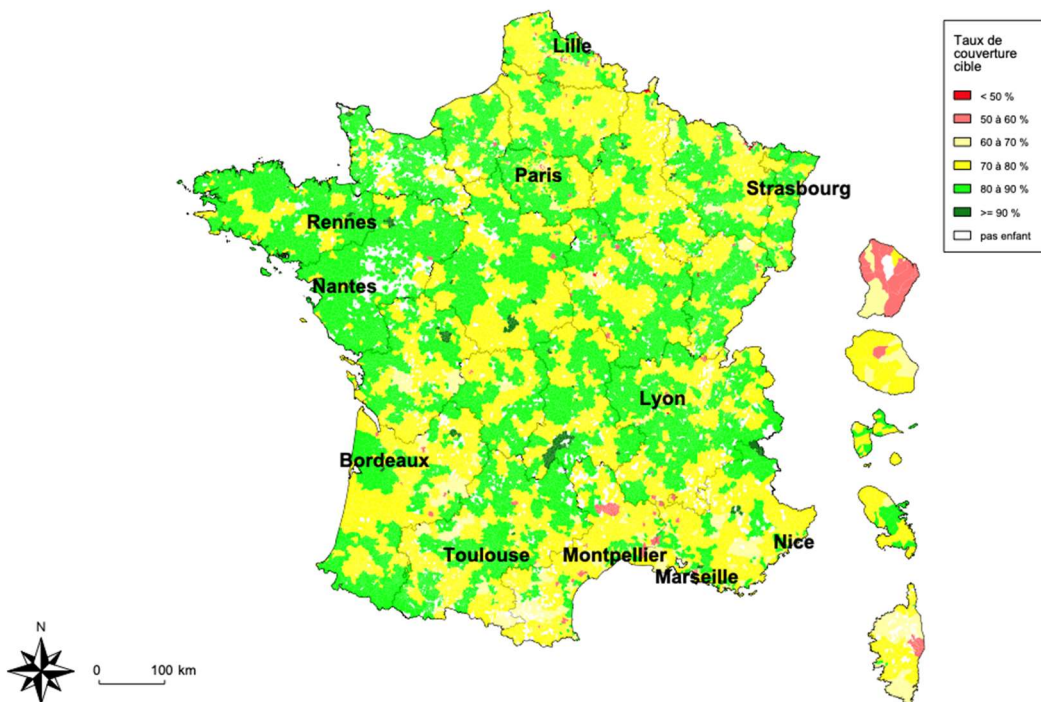 Lille
Paris
Strasbourg
Rennes
Nantes
Lyon
Bordeaux
Toulouse
Montpellier
Nice
Marseille
Taux de
couverture
cible
< 50 %
50 à 60 %
60 à 70 %
70 à 80 %
80 à 90 %
>= 90 %
pas enfant
N
0 100 km